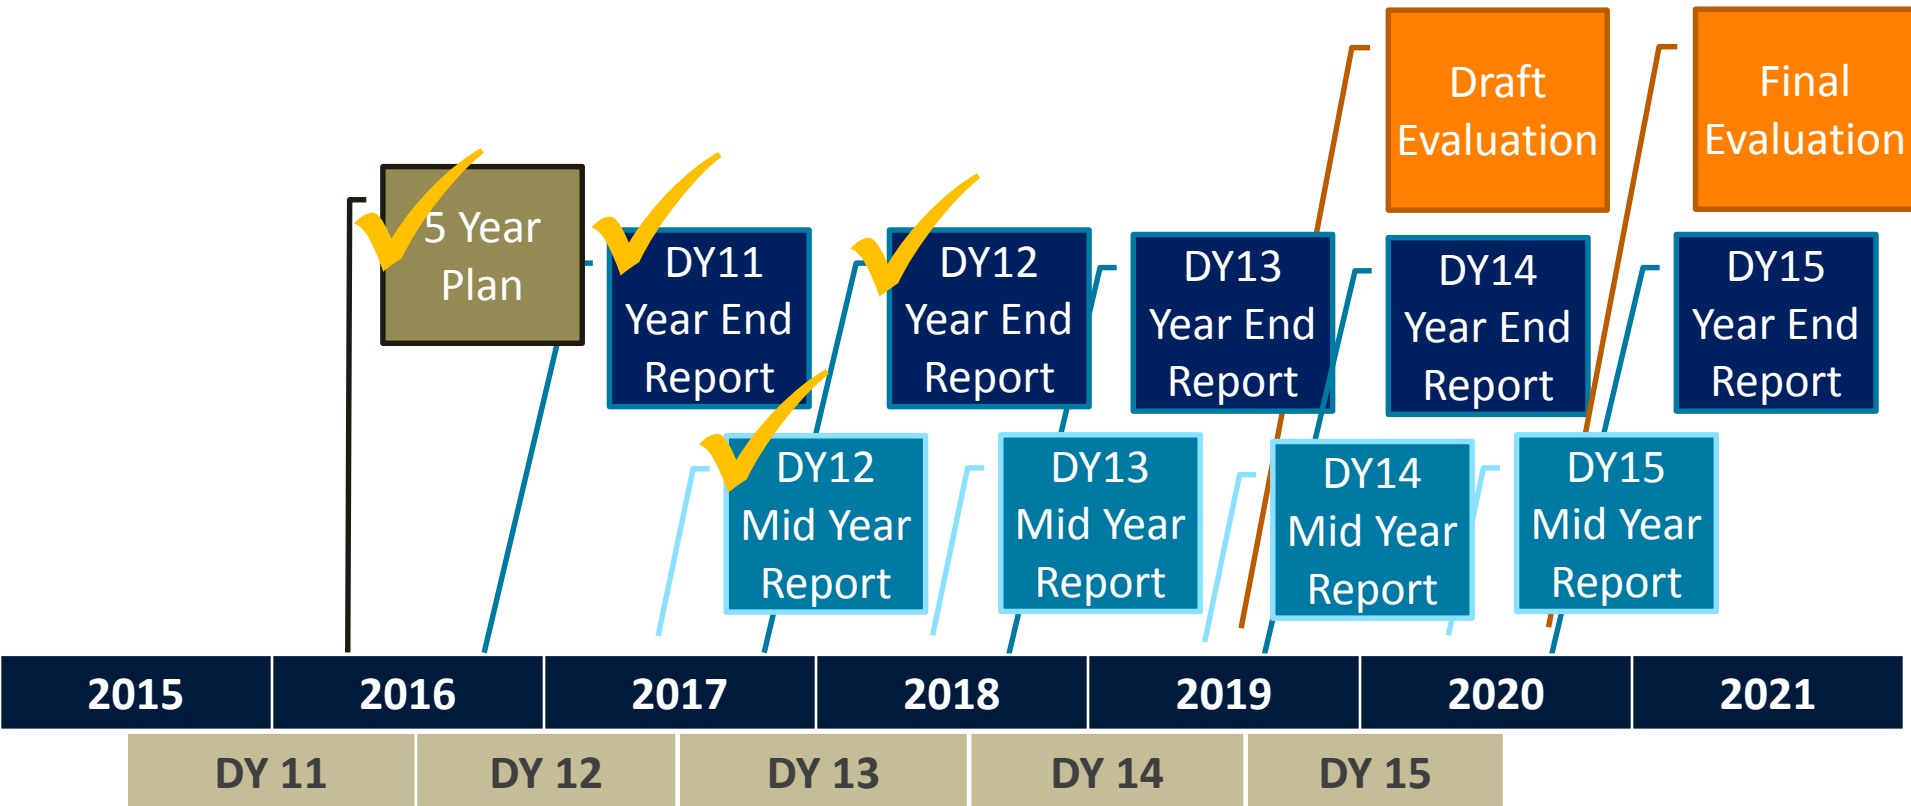 Draft
Evaluation
Final
Evaluation
5 Year
Plan
DY11
Year End
Report
DY12
Year End
Report
DY13
Year End
Report
DY14
Year End
Report
DY15
Year End
Report
DY12
Mid Year
Report
DY13
Mid Year
Report
DY14
Mid Year
Report
DY15
Mid Year
Report
2015
2016
2017
2018
2019
2020
2021
DY 11
DY 12
DY 13
DY 14
DY 15